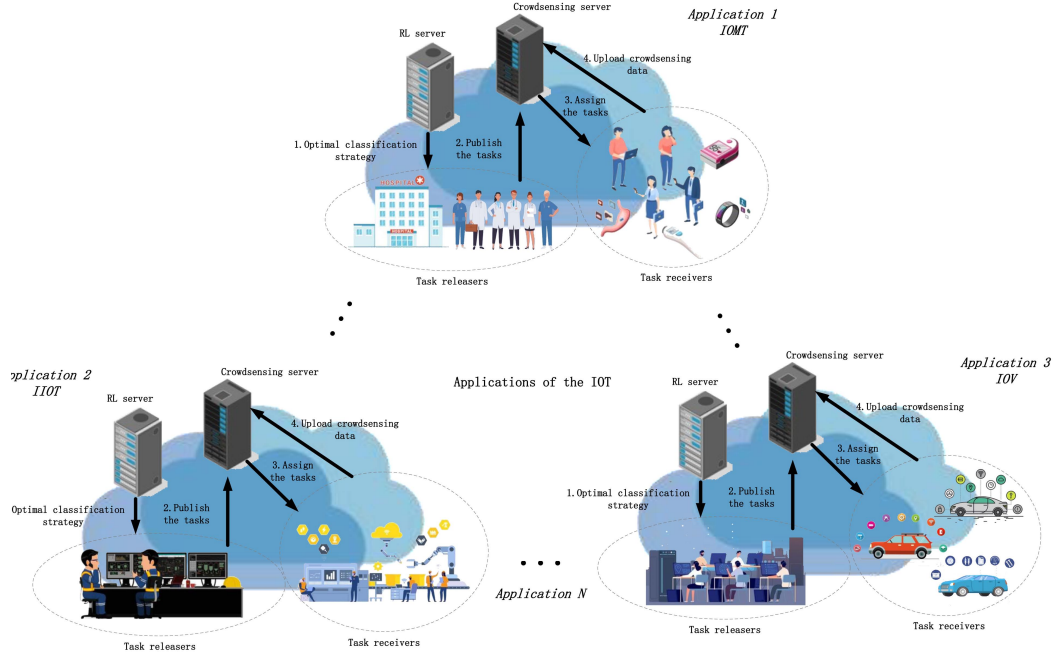 Crowdsensing server
Application 1
IOMT
RL server
4.Upload crowdsensing
data
3.Assign
the tasks
1.Optimal classification
strategy
2.Publish
the tasks
HOSPITAL
HOSPITAL
Task releasers
Task receivers
pplication 2
IIOT
Crowdsensing server
RL server
4.Upload crowdsensing
data
3.Assign
the tasks
Optimal classification
strategy
2.Publish
the tasks
Task releasers
Task receivers
Applications of the IOT
Application N
Crowdsensing server
Application 3
IOV
RL server
4.Upload crowdsensing
data
3.Assign
the tasks
1.Optimal classification
strategy
2.Publish
the tasks
Task releasers
Task receivers